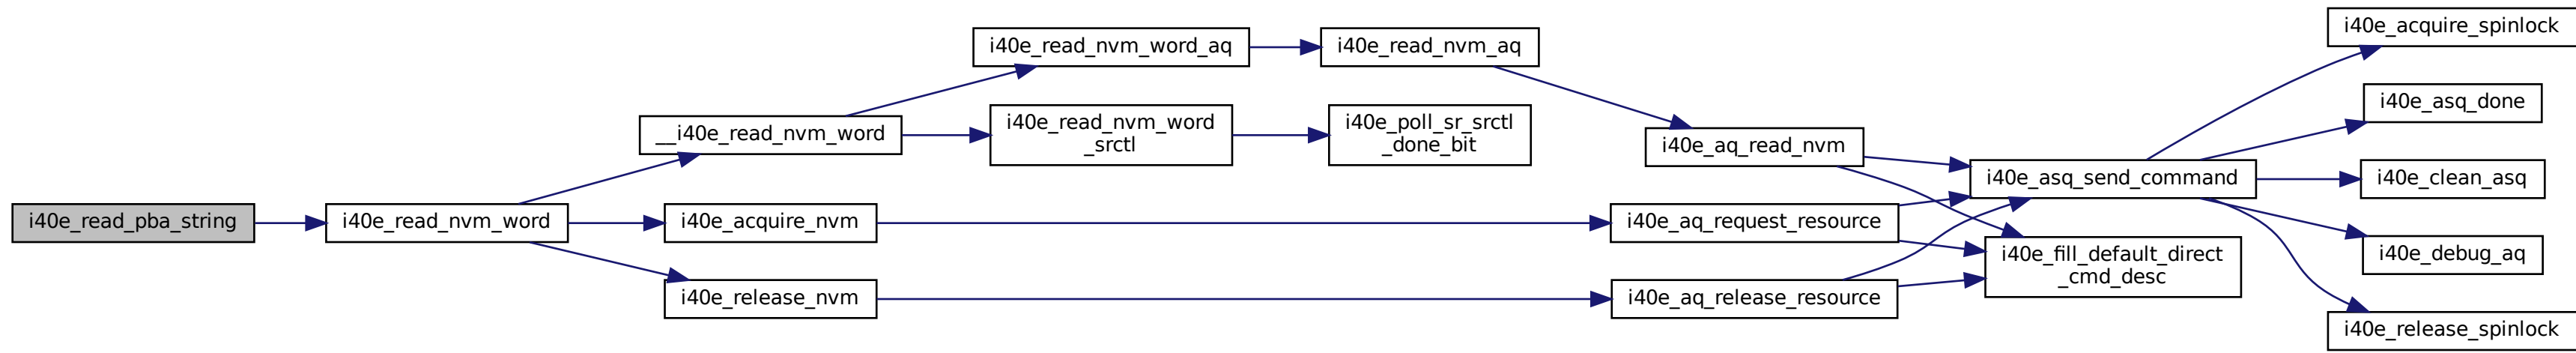 i40e_read_pba_string
i40e_read_nvm_word
__i40e_read_nvm_word
i40e_acquire_nvm
i40e_release_nvm
i40e_read_nvm_word_aq
i40e_read_nvm_word
_srctl
i40e_read_nvm_aq
i40e_poll_sr_srctl
_done_bit
i40e_aq_read_nvm
i40e_aq_request_resource
i40e_aq_release_resource
i40e_asq_send_command
i40e_fill_default_direct
_cmd_desc
i40e_acquire_spinlock
i40e_asq_done
i40e_clean_asq
i40e_debug_aq
i40e_release_spinlock